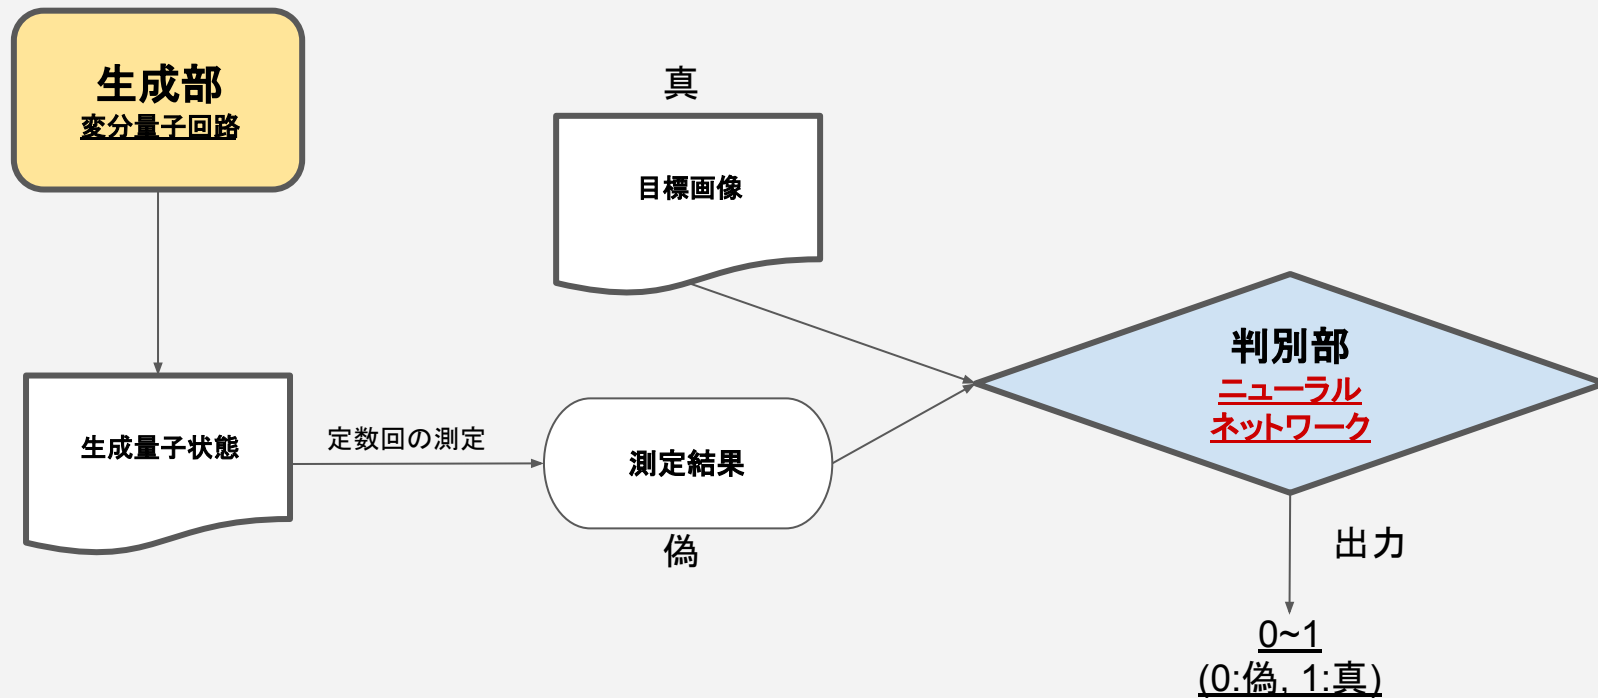 生成部
変分量子回路
真
目標画像
生成量子状態
定数回の測定
測定結果
偽
判別部
ニューラル
ネットワーク
出力
0~1
(0:偽, 1:真)